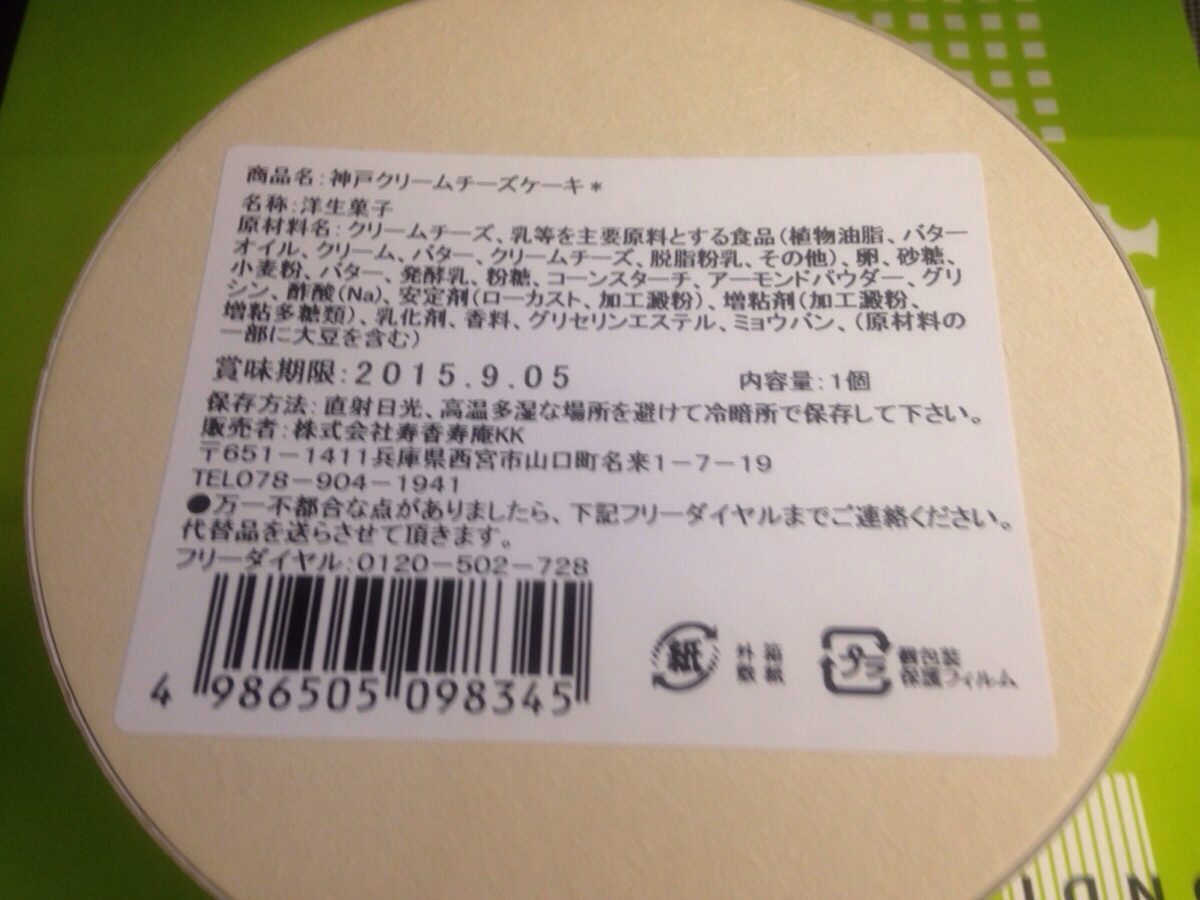 商品名:神戸クリームチーズケーキ*
名称:洋生菓子
原材料名:クリームチーズ、乳等を主要原料とする食品(植物油脂、バター
オイル、クリーム、バター、クリームチーズ、脱脂粉乳、その他)、卵、砂糖、
小麦粉、バター、発酵乳、粉糖、コーンスターチ、アーモンドパウダー、グリ
シン、酢酸(Na)、安定剤(ローカスト、加工澱粉)、増粘剤(加工澱粉、
増粘多糖類)、乳化剤、香料、グリセリンエステル、ミョウバン、(原材料の
一部に大豆を含む)
賞味期限:2015.9.05 内容量:1個
保存方法:直射日光、高温多湿な場所を避けて冷暗所で保存して下さい。
販売者:株式会社寿香寿庵KK
〒651-1411兵庫県西宮市山口町名来1-7-19
TEL078-904-1941
●万一不都合な点がありましたら、下記フリーダイヤルまでご連絡ください。
代替品を送らせて頂きます。
フリーダイヤル:0120-502-728
4 986505 098345
紙 外箱 プラ 個包装
敷紙 保護フィルム